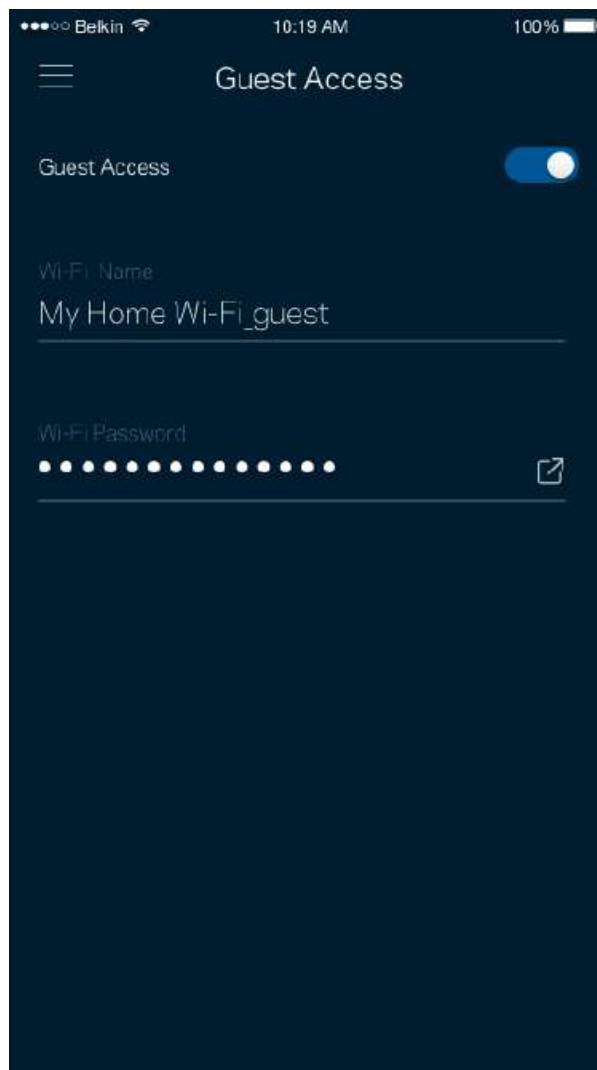 Belkin 10:19 AM 100%
Guest Access
Guest Access
Wi-Fi Name
My Home Wi-Fi_guest
Wi-Fi Password